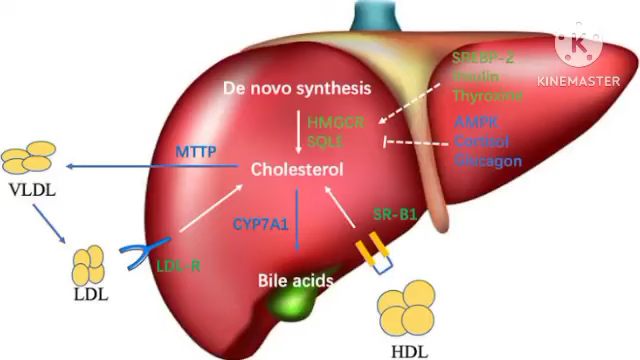 SREBP-2
Insulin
Thyroxine
K
KINEMASTER
De novo synthesis
HMGCR
SQLE
AMPK
Cortisol
Glucagon
MTTP
Cholesterol
VLDL
CYP7A1
SR-B1
LDL-R
Bile acids
LDL
HDL